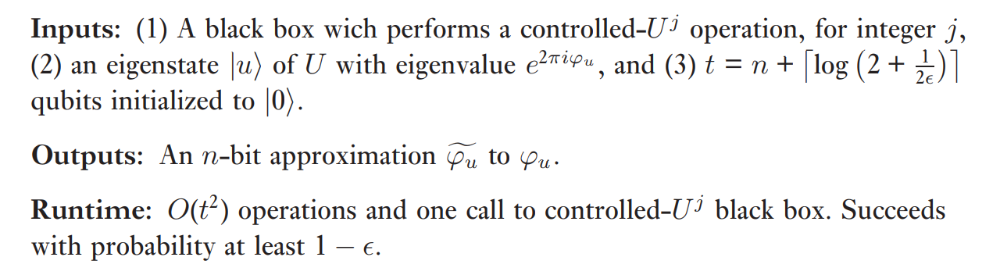 Inputs: (1) A black box wich performs a controlled-$U^j$ operation, for integer $j$,
(2) an eigenstate $|u\rangle$ of $U$ with eigenvalue $e^{2\pi i\varphi_u}$, and (3) $t = n + \lceil \log\left(2 + \frac{1}{2\epsilon}\right) \rceil$
qubits initialized to $|0\rangle$.
Outputs: An $n$-bit approximation $\widetilde{\varphi_u}$ to $\varphi_u$.
Runtime: $O(t^2)$ operations and one call to controlled-$U^j$ black box. Succeeds
with probability at least $1 - \epsilon$.